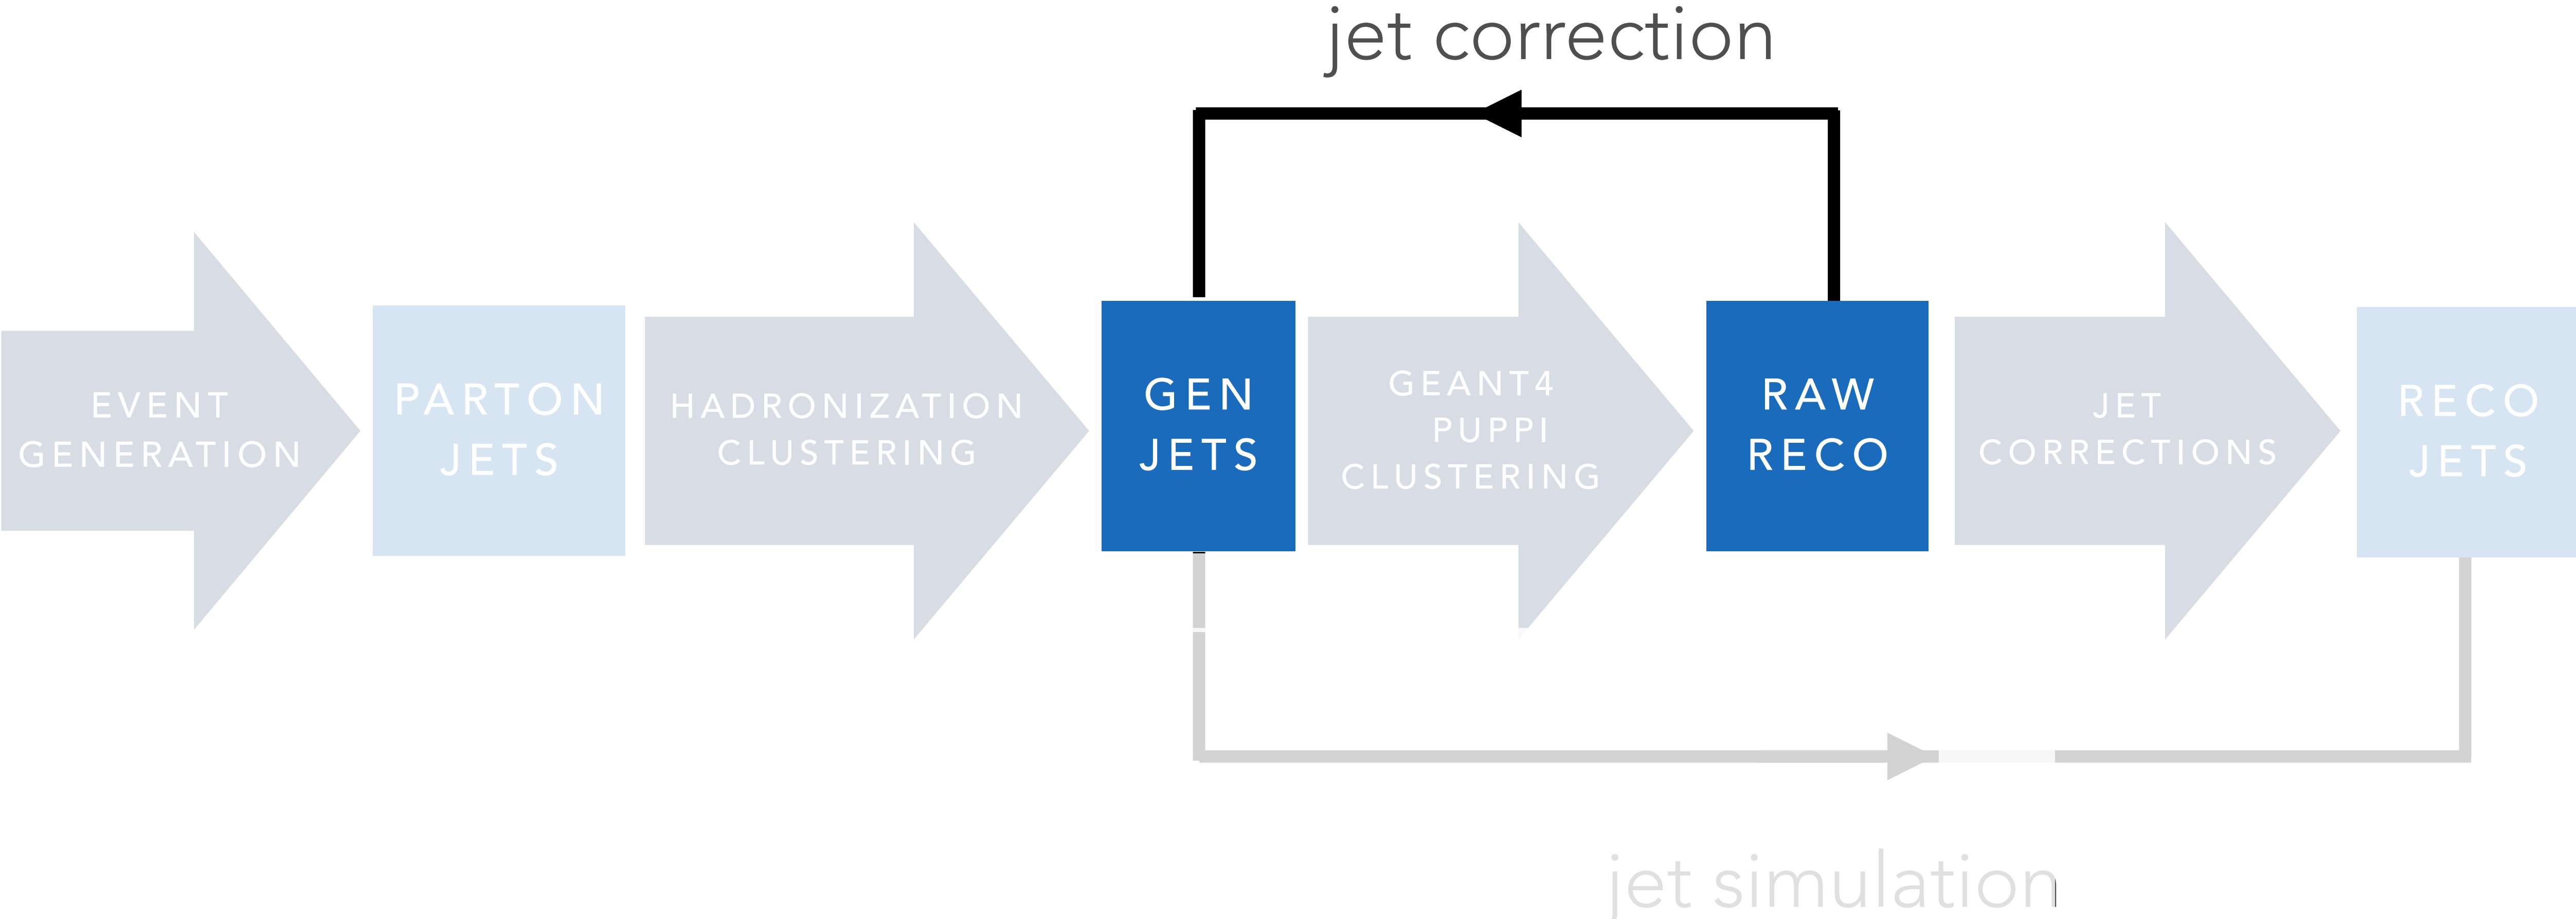 jet correction
EVENT
GENERATION
PARTON
JETS
HADRONIZATION
CLUSTERING
GEN
JETS
GEANT4
PUPPI
CLUSTERING
RAW
RECO
JET
CORRECTIONS
RECO
JETS
jet simulation